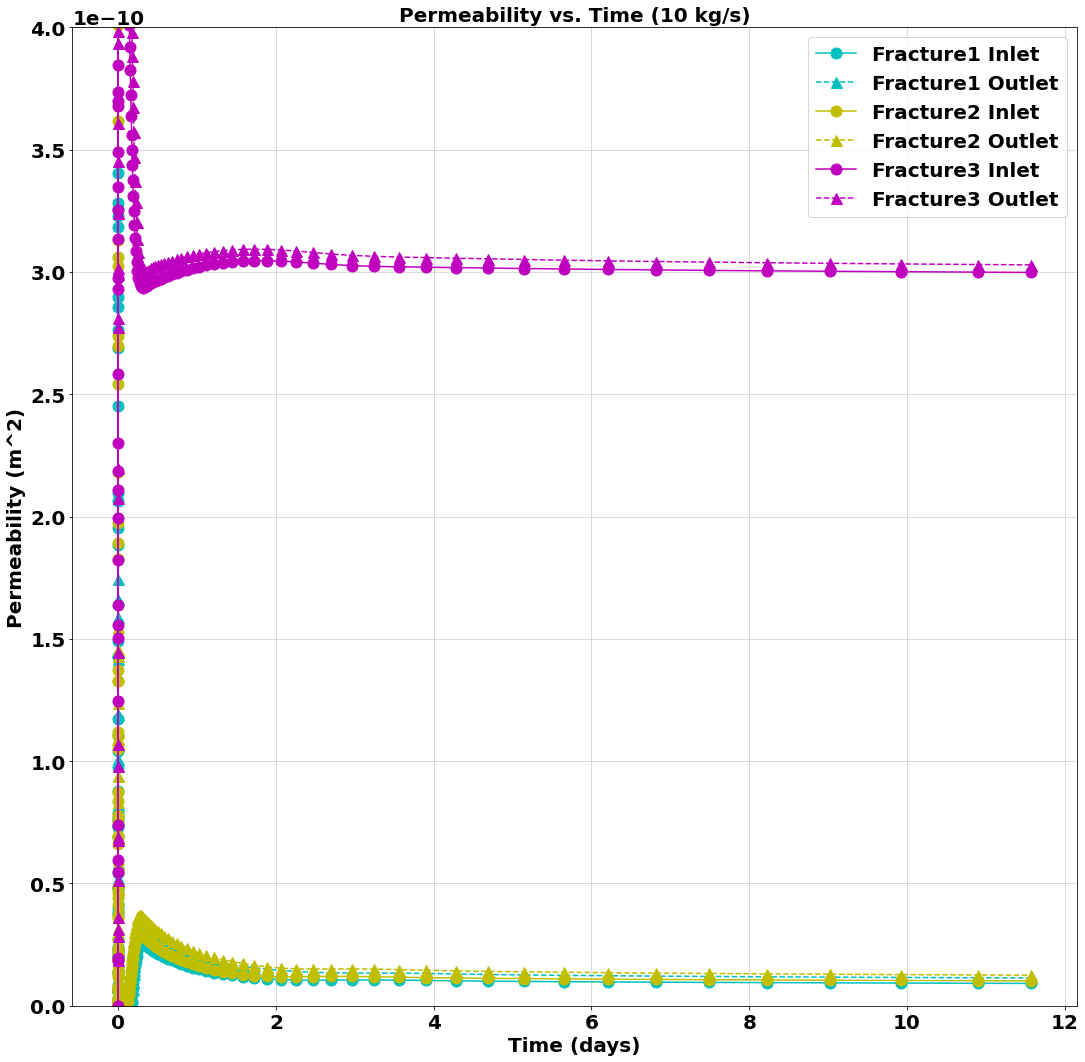 Permeability vs. Time (10 kg/s)
1e−10
4.0
3.5
3.0
2.5
2.0
1.5
1.0
0.5
0.0
Permeability (m^2)
Fracture1 Inlet
Fracture1 Outlet
Fracture2 Inlet
Fracture2 Outlet
Fracture3 Inlet
Fracture3 Outlet
0 2 4 6 8 10 12
Time (days)